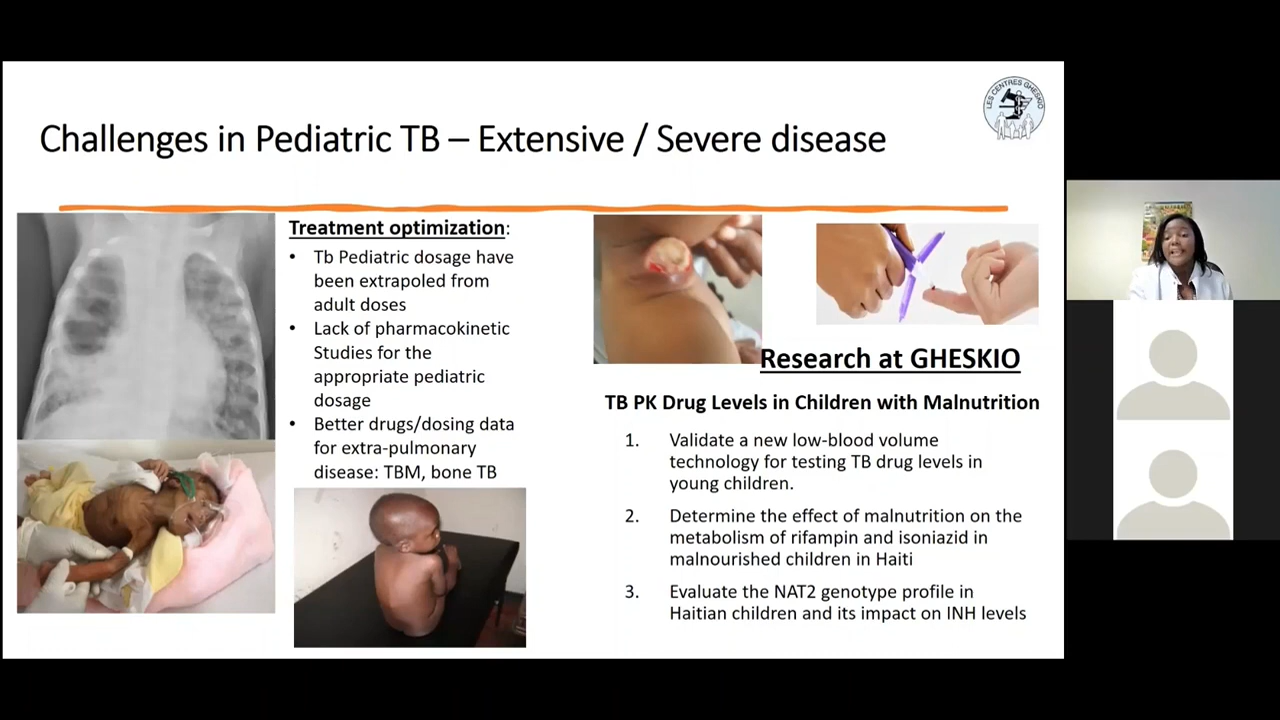 LES CENTRES GHESKIO
Challenges in Pediatric TB – Extensive / Severe disease
Treatment optimization:
• Tb Pediatric dosage have
been extrapoled from
adult doses
• Lack of pharmacokinetic
Studies for the
appropriate pediatric
dosage
• Better drugs/dosing data
for extra-pulmonary
disease: TBM, bone TB
Research at GHESKIO
TB PK Drug Levels in Children with Malnutrition
1. Validate a new low-blood volume
technology for testing TB drug levels in
young children.
2. Determine the effect of malnutrition on the
metabolism of rifampin and isoniazid in
malnourished children in Haiti
3. Evaluate the NAT2 genotype profile in
Haitian children and its impact on INH levels